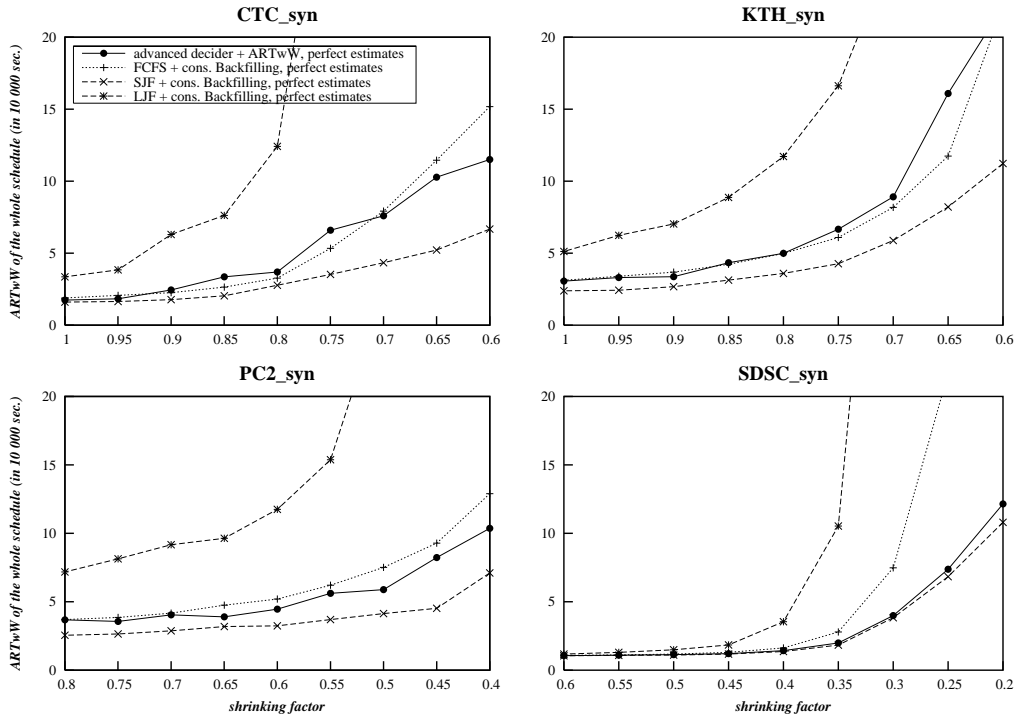 CTC_syn
ARTwW of the whole schedule (in 10 000 sec.)
20
15
10
5
0
advanced decider + ARTwW, perfect estimates
FCFS + cons. Backfilling, perfect estimates
SJF + cons. Backfilling, perfect estimates
LJF + cons. Backfilling, perfect estimates
1 0.95 0.9 0.85 0.8 0.75 0.7 0.65 0.6
KTH_syn
20
15
10
5
0
1 0.95 0.9 0.85 0.8 0.75 0.7 0.65 0.6
PC2_syn
ARTwW of the whole schedule (in 10 000 sec.)
20
15
10
5
0
0.8 0.75 0.7 0.65 0.6 0.55 0.5 0.45 0.4
shrinking factor
SDSC_syn
20
15
10
5
0
0.6 0.55 0.5 0.45 0.4 0.35 0.3 0.25 0.2
shrinking factor